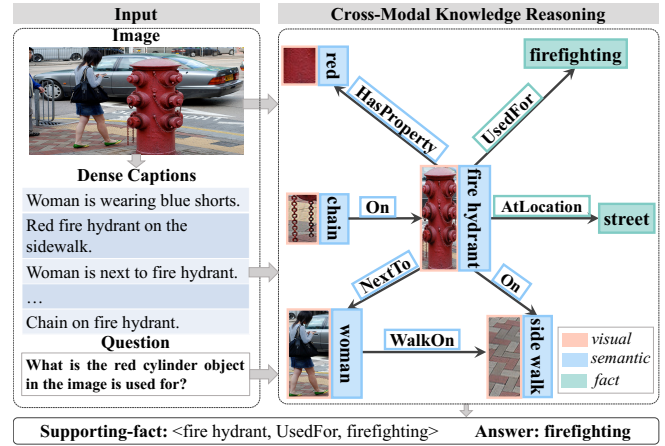 Input
Cross-Modal Knowledge Reasoning
Image
Dense Captions
Woman is wearing blue shorts.
Red fire hydrant on the
sidewalk.
Woman is next to fire hydrant.
...
Chain on fire hydrant.
Question
What is the red cylinder object
in the image is used for?
red
firefighting
HasProperty
UsedFor
chain
On
fire hydrant
AtLocation
street
NextTo
On
woman
WalkOn
side walk
visual
semantic
fact
Supporting-fact: <fire hydrant, UsedFor, firefighting>
Answer: firefighting